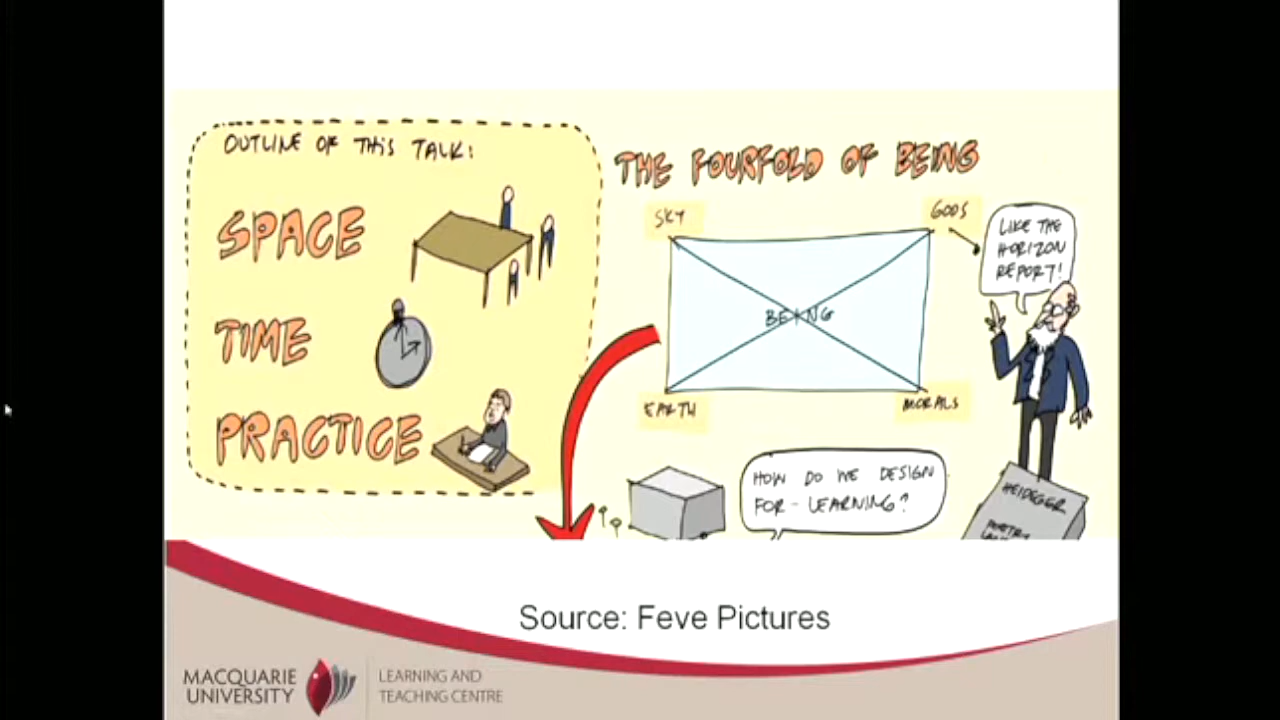 OUTLINE OF THIS TALK:
SPACE
TIME
PRACTICE
THE FOURFOLD OF BEING
SKY
GODS
BEING
EARTH
MORALS
LIKE THE
HORIZON
REPORT!
HOW DO WE DESIGN
FOR-LEARNING?
HEIDEGGER
POETRY
Source: Feve Pictures
MACQUARIE
UNIVERSITY
LEARNING AND
TEACHING CENTRE